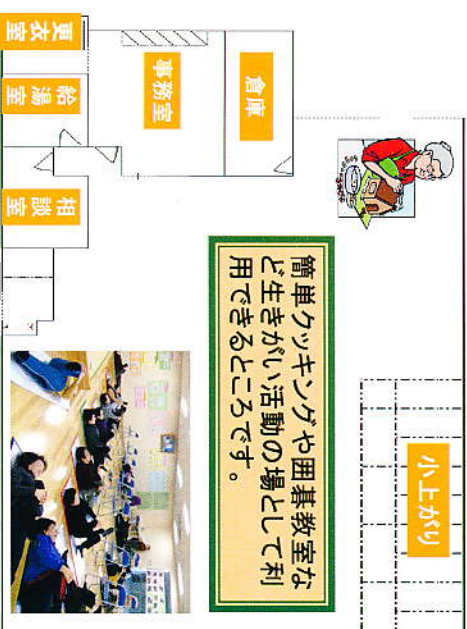 更衣室
給湯室
相談室
事務室
倉庫
簡単クッキングや囲碁教室な
ど生きがい活動の場として利
用できるところです。
小上がり